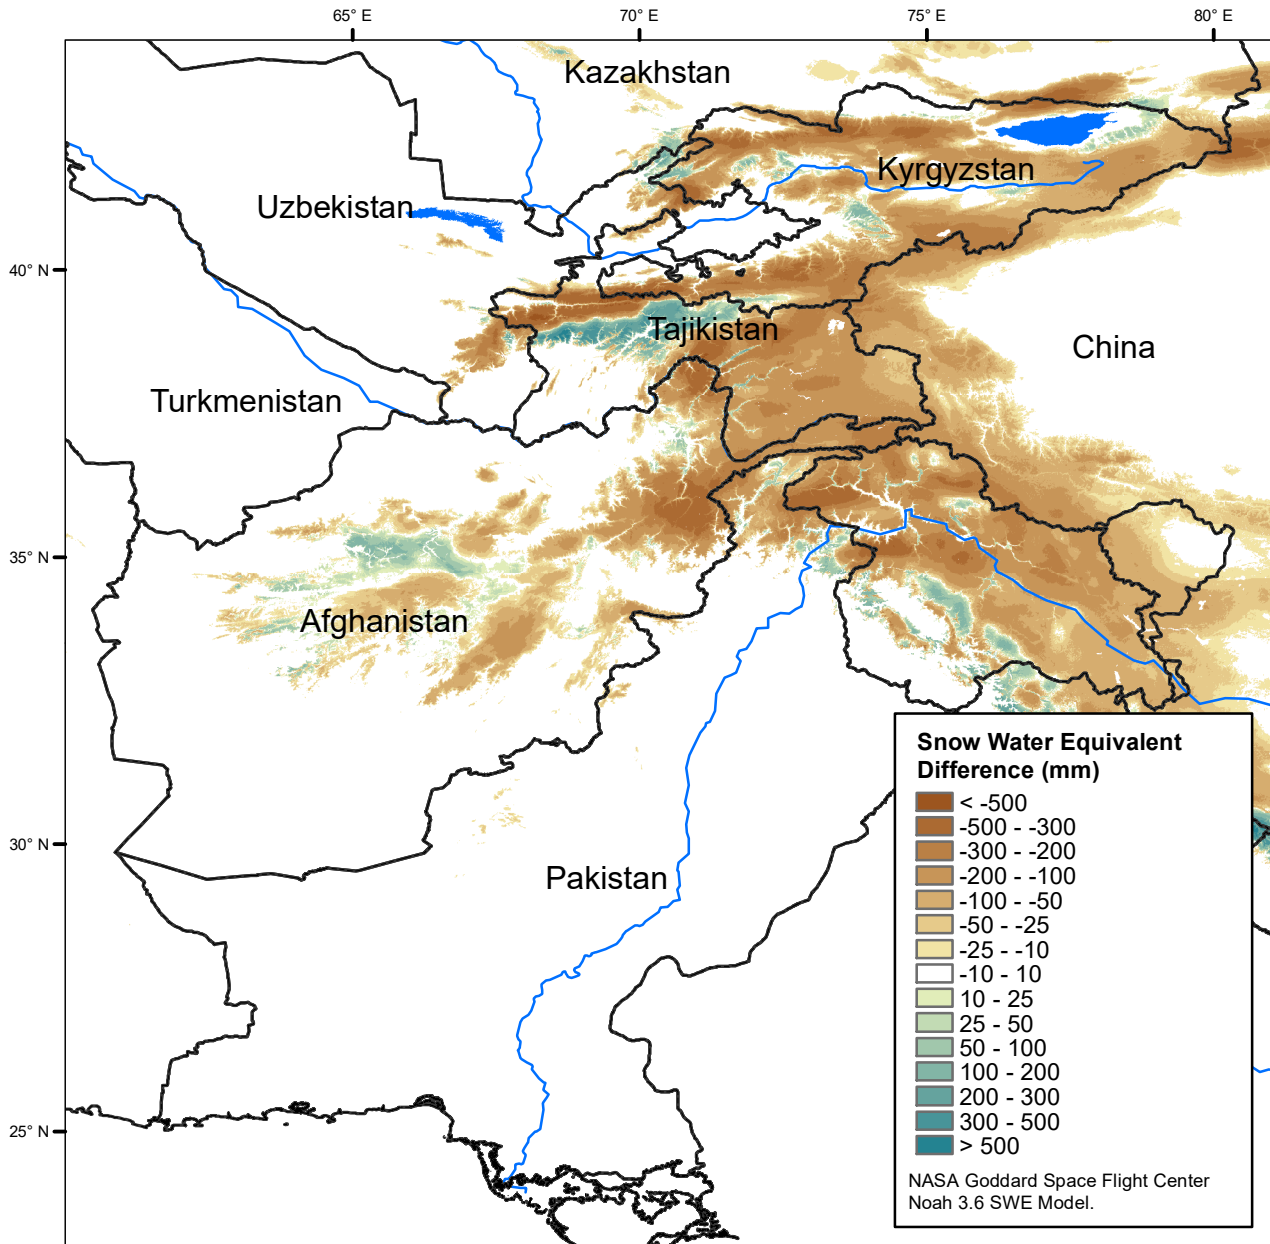 65° E
70° E
75° E
80° E
Kazakhstan
Kyrgyzstan
Uzbekistan
40° N
Tajikistan
China
Turkmenistan
35° N
Afghanistan
30° N
Pakistan
25° N
Snow Water Equivalent
Difference (mm)
< -500
-500 - -300
-300 - -200
-200 - -100
-100 - -50
-50 - -25
-25 - -10
-10 - 10
10 - 25
25 - 50
50 - 100
100 - 200
200 - 300
300 - 500
> 500
NASA Goddard Space Flight Center
Noah 3.6 SWE Model.